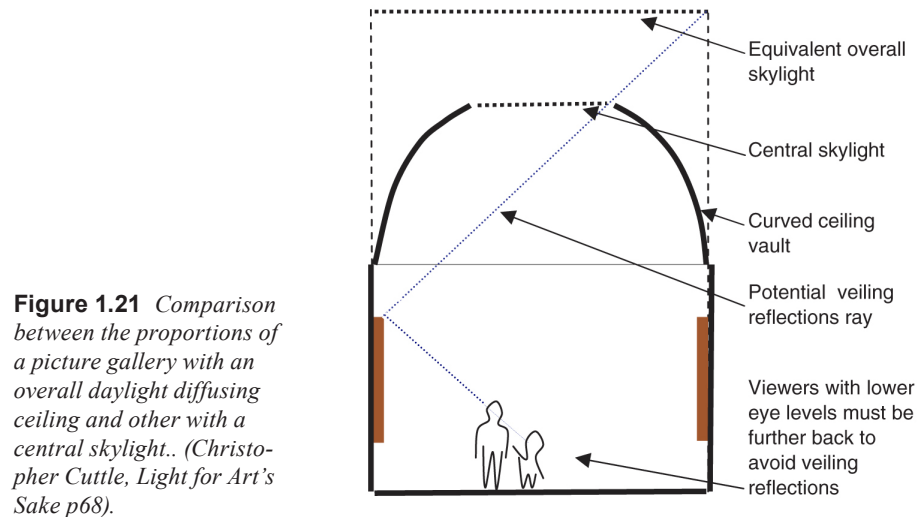 Equivalent overall
skylight
Central skylight
Curved ceiling
vault
Potential veiling
reflections ray
Viewers with lower
eye levels must be
further back to
avoid veiling
reflections
Figure 1.21 Comparison
between the proportions of
a picture gallery with an
overall daylight diffusing
ceiling and other with a
central skylight.. (Christo-
pher Cuttle, Light for Art's
Sake p68).